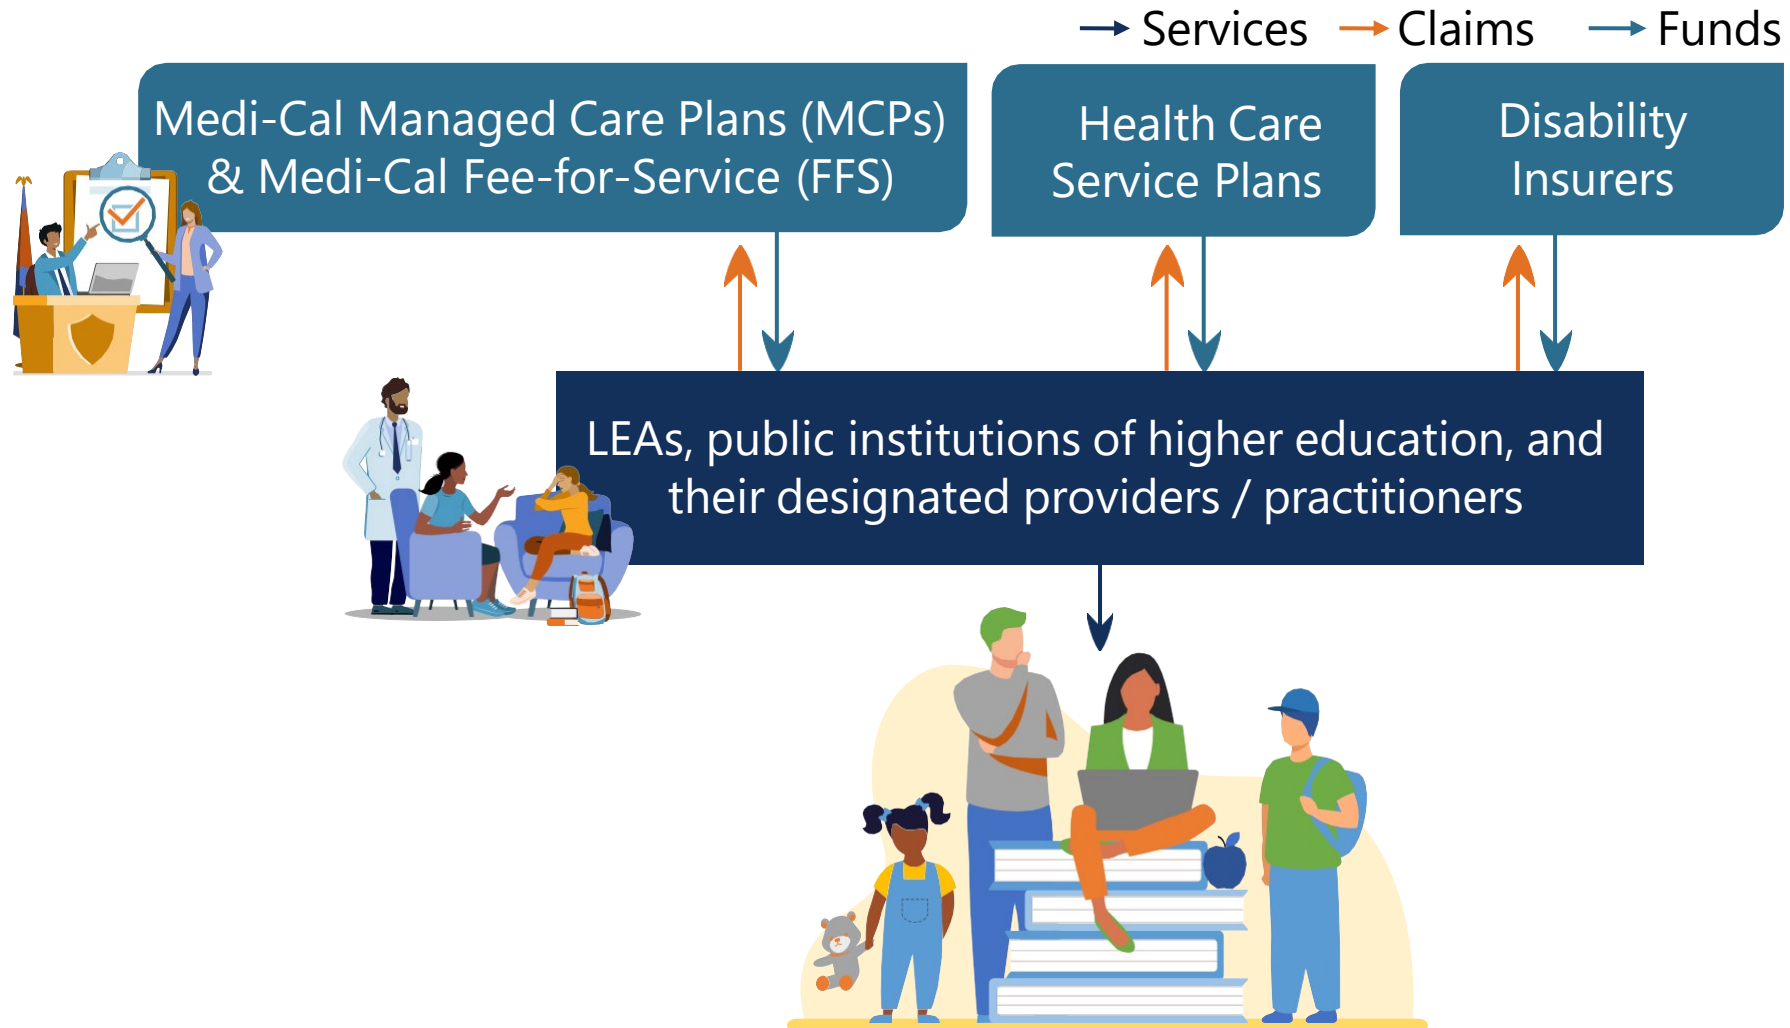 Services Claims Funds
Medi-Cal Managed Care Plans (MCPs)
& Medi-Cal Fee-for-Service (FFS)
Health Care
Service Plans
Disability
Insurers
LEAs, public institutions of higher education, and
their designated providers / practitioners